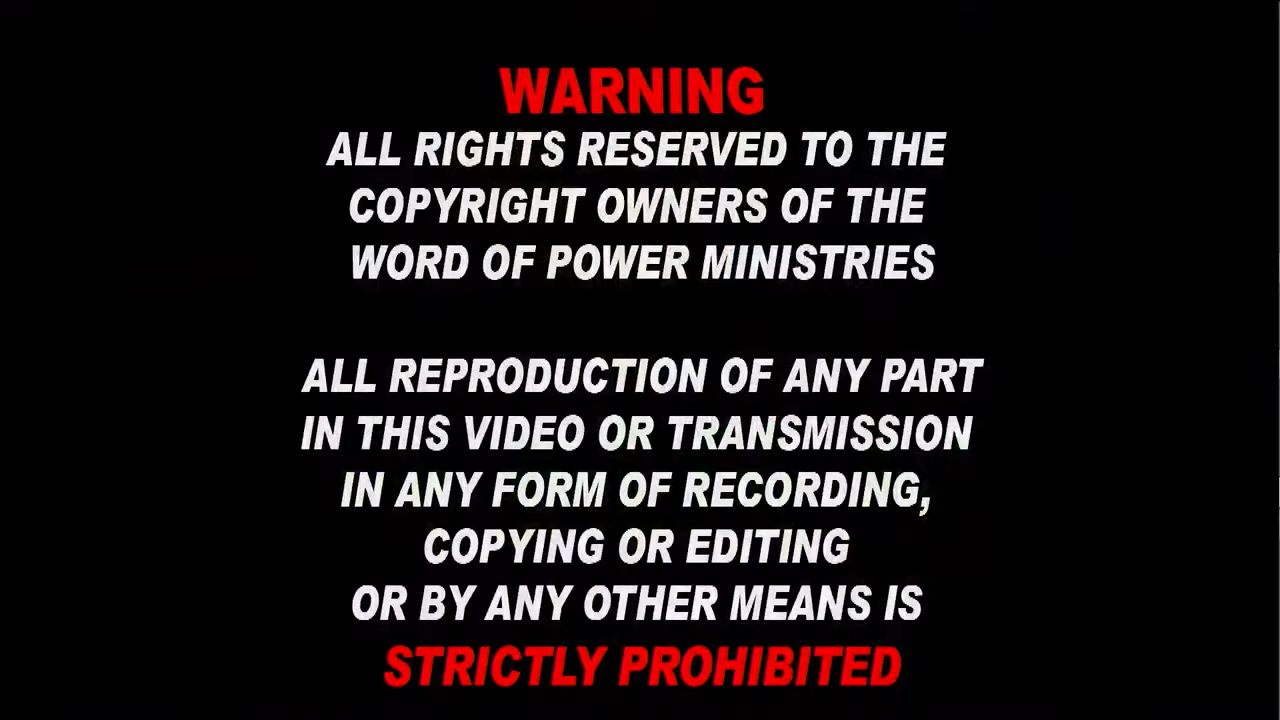 WARNING
ALL RIGHTS RESERVED TO THE
COPYRIGHT OWNERS OF THE
WORD OF POWER MINISTRIES
ALL REPRODUCTION OF ANY PART
IN THIS VIDEO OR TRANSMISSION
IN ANY FORM OF RECORDING,
COPYING OR EDITING
OR BY ANY OTHER MEANS IS
STRICTLY PROHIBITED